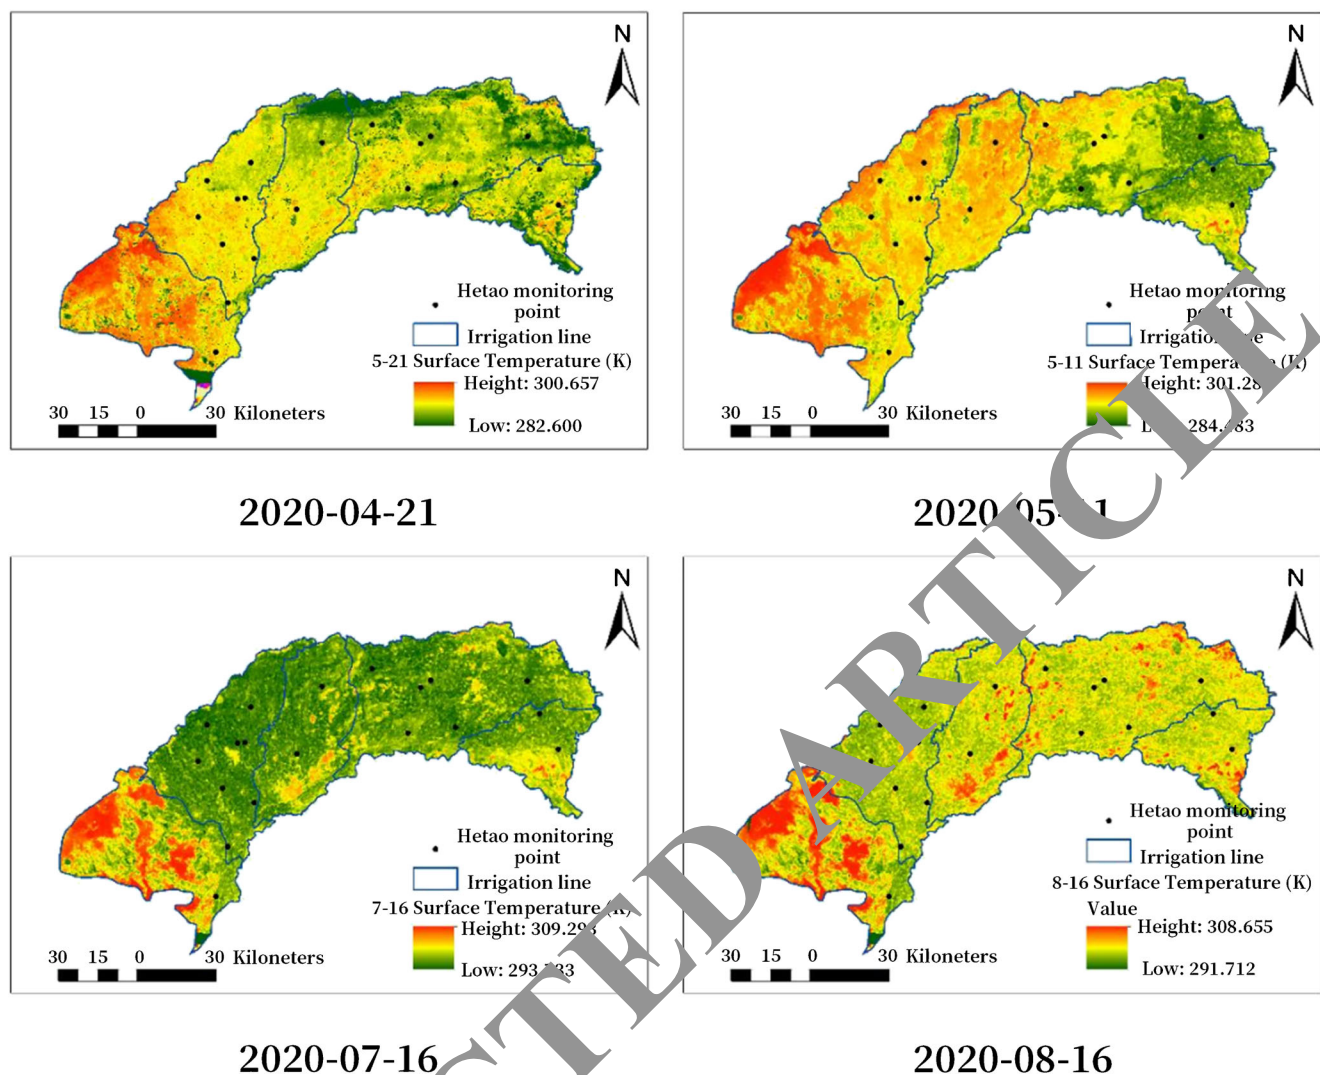 N
Hetao monitoring
point
Irrigation line
5-21 Surface Temperature (K)
Height: 300.657
Low: 282.600
30 15 0 30 Kiloneters
2020-04-21
N
Hetao monitoring
point
Irrigation line
5-11 Surface Temperature (K)
Height: 301.28
30 15 0 30 Kiloneters
N
Hetao monitoring
point
Irrigation line
7-16 Surface Temperature (K)
Height: 309.293
Low:
30 15 0 30 Kiloneters
2020-07-16
N
Hetao monitoring
point
Irrigation line
8-16 Surface Temperature (K)
Value
Height: 308.655
Low: 291.712
30 15 0 30 Kiloneters
2020-08-16
CTED ARTICLE